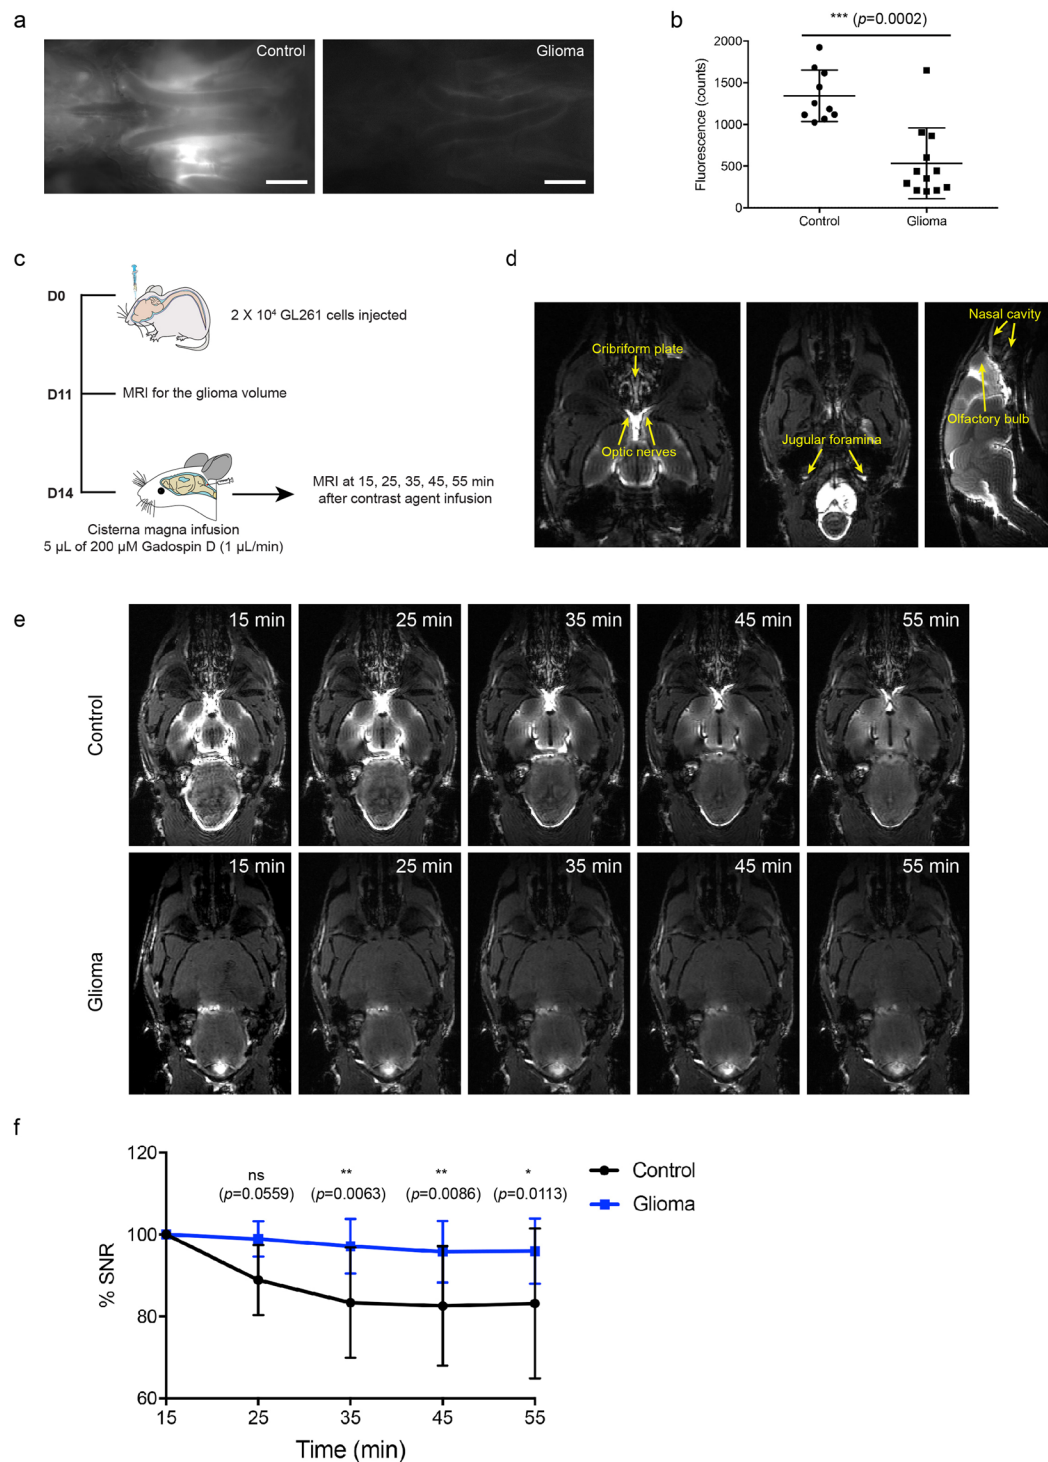 a
Control
Glioma
b
*** (p=0.0002)
2000
1500
1000
500
0
Fluorescence (counts)
Control
Glioma
c
D0
2 X 10⁴ GL261 cells injected
D11
MRI for the glioma volume
D14
MRI at 15, 25, 35, 45, 55 min
after contrast agent infusion
Cisterna magna infusion
5 µL of 200 µM Gadospin D (1 µL/min)
d
Cribriform plate
Optic nerves
Jugular foramina
Nasal cavity
Olfactory bulb
e
Control
15 min
25 min
35 min
45 min
55 min
Glioma
15 min
25 min
35 min
45 min
55 min
f
120
100
80
60
% SNR
ns
(p=0.0559)
**
(p=0.0063)
**
(p=0.0086)
*
(p=0.0113)
Control
Glioma
15
25
35
45
55
Time (min)